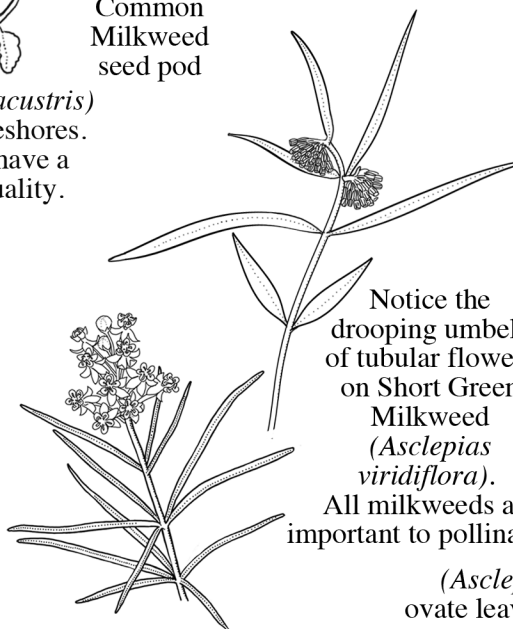 Common
Milkweed
seed pod
acustris)
eshores.
have a
uality.
Notice the
drooping umbel
of tubular flowe
on Short Green
Milkweed
(Asclepias
viridiflora).
All milkweeds a
important to pollina
(Ascle
ovate leav